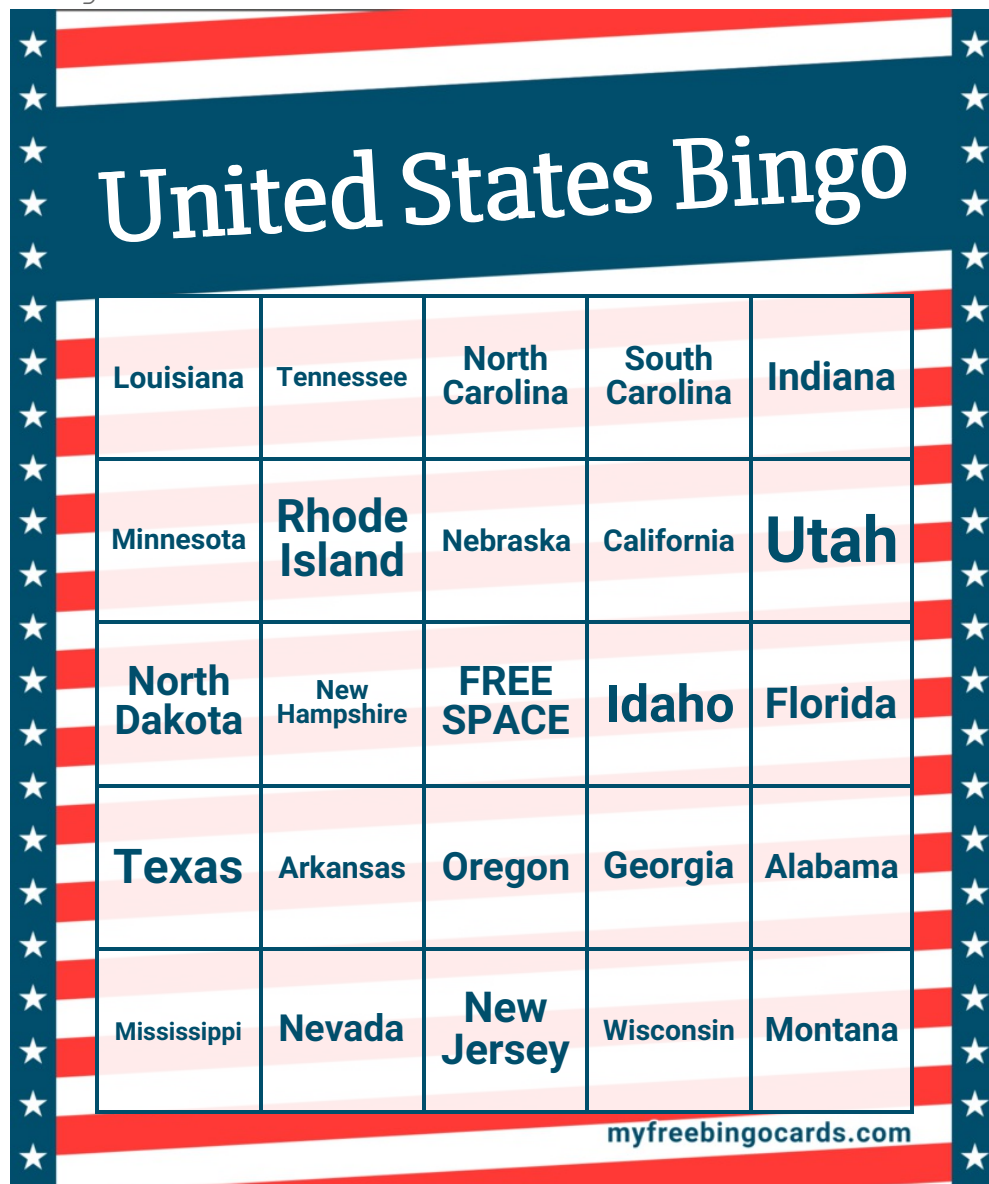 United States Bingo
Louisiana
Tennessee
North
Carolina
South
Carolina
Indiana
Minnesota
Rhode
Island
Nebraska
California
Utah
North
Dakota
New
Hampshire
FREE
SPACE
Idaho
Florida
Texas
Arkansas
Oregon
Georgia
Alabama
Mississippi
Nevada
New
Jersey
Wisconsin
Montana
myfreebingocards.com